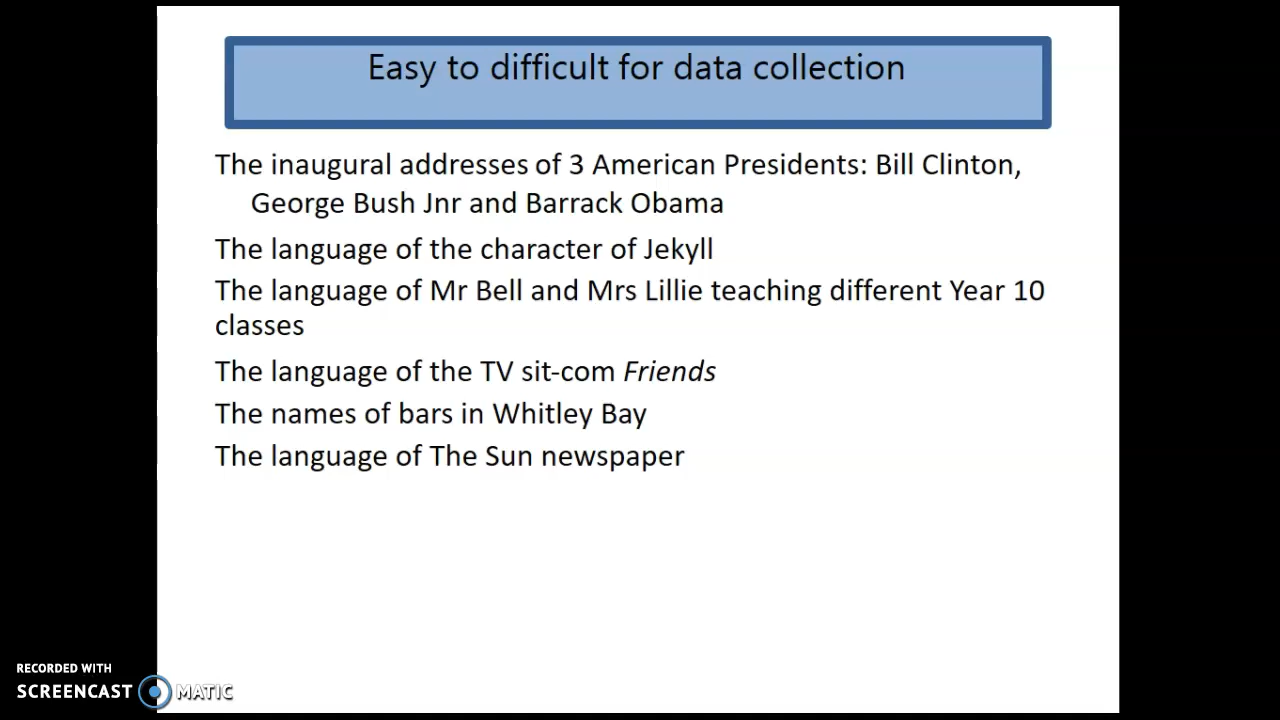 Easy to difficult for data collection
The inaugural addresses of 3 American Presidents: Bill Clinton,
George Bush Jnr and Barrack Obama
The language of the character of Jekyll
The language of Mr Bell and Mrs Lillie teaching different Year 10
classes
The language of the TV sit-com Friends
The names of bars in Whitley Bay
The language of The Sun newspaper
RECORDED WITH
SCREENCAST MATIC